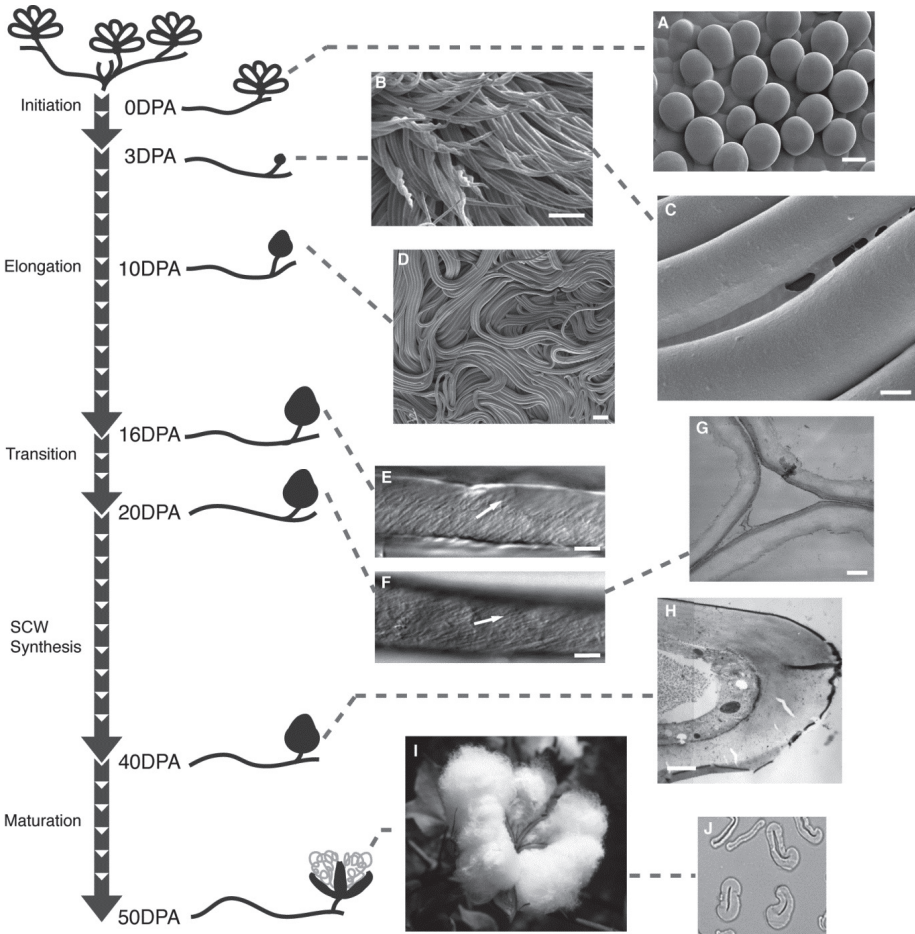 A
B
Initiation
0DPA
3DPA
C
D
Elongation
10DPA
16DPA
Transition
G
E
20DPA
F
H
SCW
Synthesis
40DPA
I
Maturation
J
50DPA